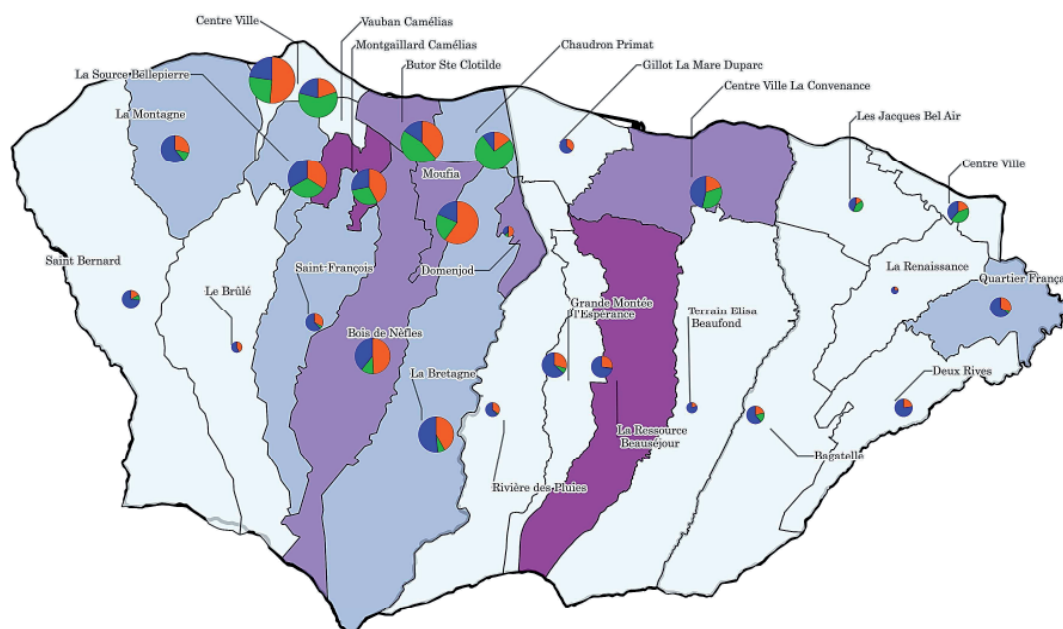 Centre Ville
Vauban Camélias
Montgaillard Camélias
Chaudron Primat
Butor Ste Clotilde
Gillot La Mare Duparc
La Source Bellepierre
Centre Ville La Convenance
La Montagne
Les Jacques Bel Air
Centre Ville
Moufia
Saint Bernard
Saint-François
Domenjod
La Renaissance
Quartier França
Le Brûlé
Grande Montée
l'Espérance
Terrain Elisa
Beaufond
Bois de Nèfles
La Bretagne
Deux Rives
La Ressource
Beauséjour
Bagatelle
Rivière des Pluies